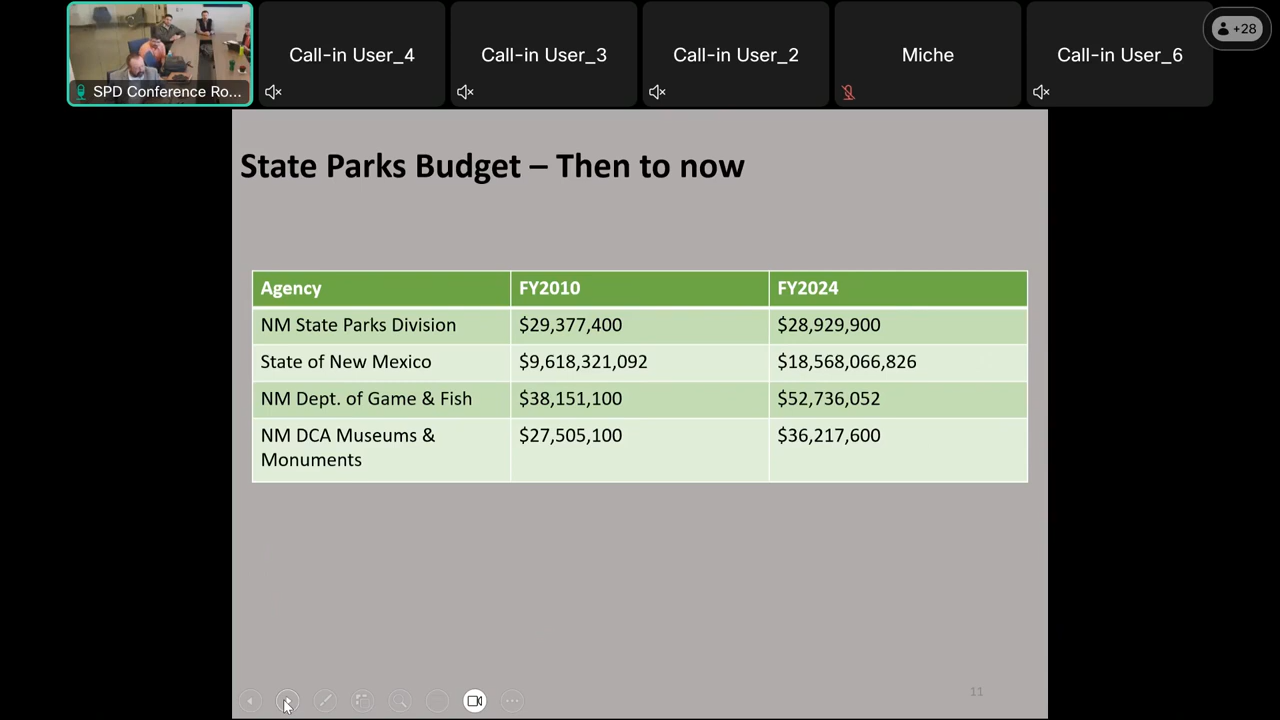 SPD Conference Ro...
Call-in User_4
Call-in User_3
Call-in User_2
Miche
Call-in User_6
+28
State Parks Budget – Then to now
Agency FY2010 FY2024
NM State Parks Division $29,377,400 $28,929,900
State of New Mexico $9,618,321,092 $18,568,066,826
NM Dept. of Game & Fish $38,151,100 $52,736,052
NM DCA Museums & $27,505,100 $36,217,600
Monuments
11